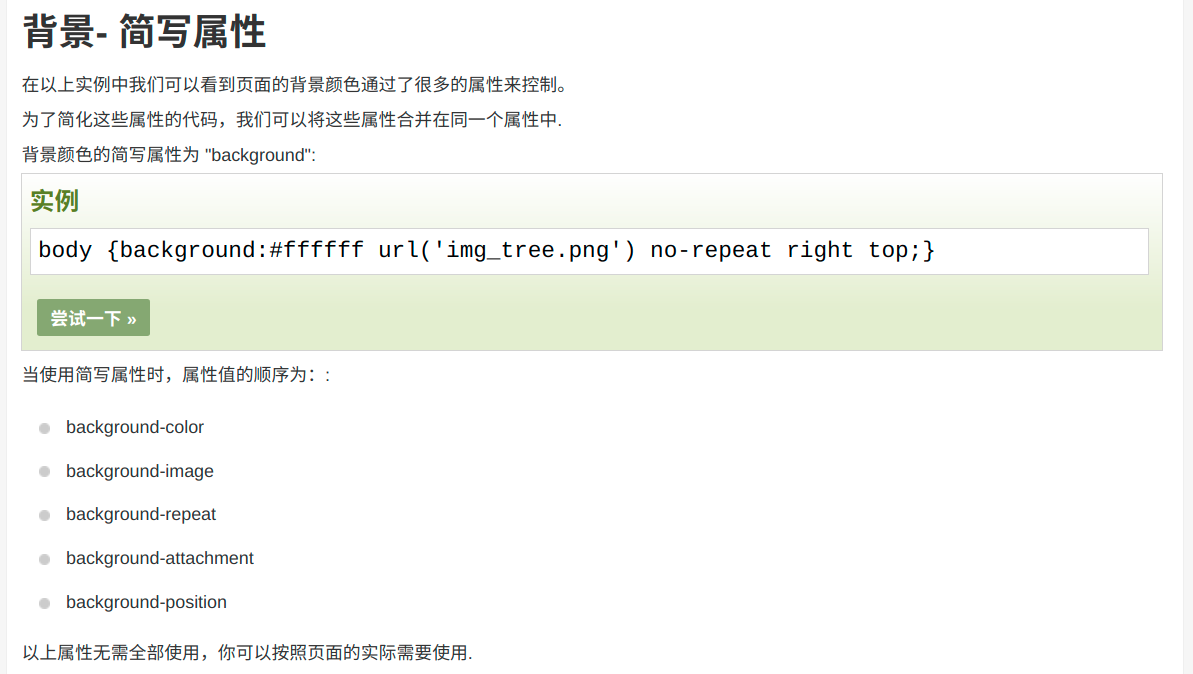 背景- 简写属性
在以上实例中我们可以看到页面的背景颜色通过了很多的属性来控制。
为了简化这些属性的代码，我们可以将这些属性合并在同一个属性中.
背景颜色的简写属性为 "background":
实例
body {background:#ffffff url('img_tree.png') no-repeat right top;}
尝试一下 »
当使用简写属性时，属性值的顺序为：:
background-color
background-image
background-repeat
background-attachment
background-position
以上属性无需全部使用，你可以按照页面的实际需要使用.